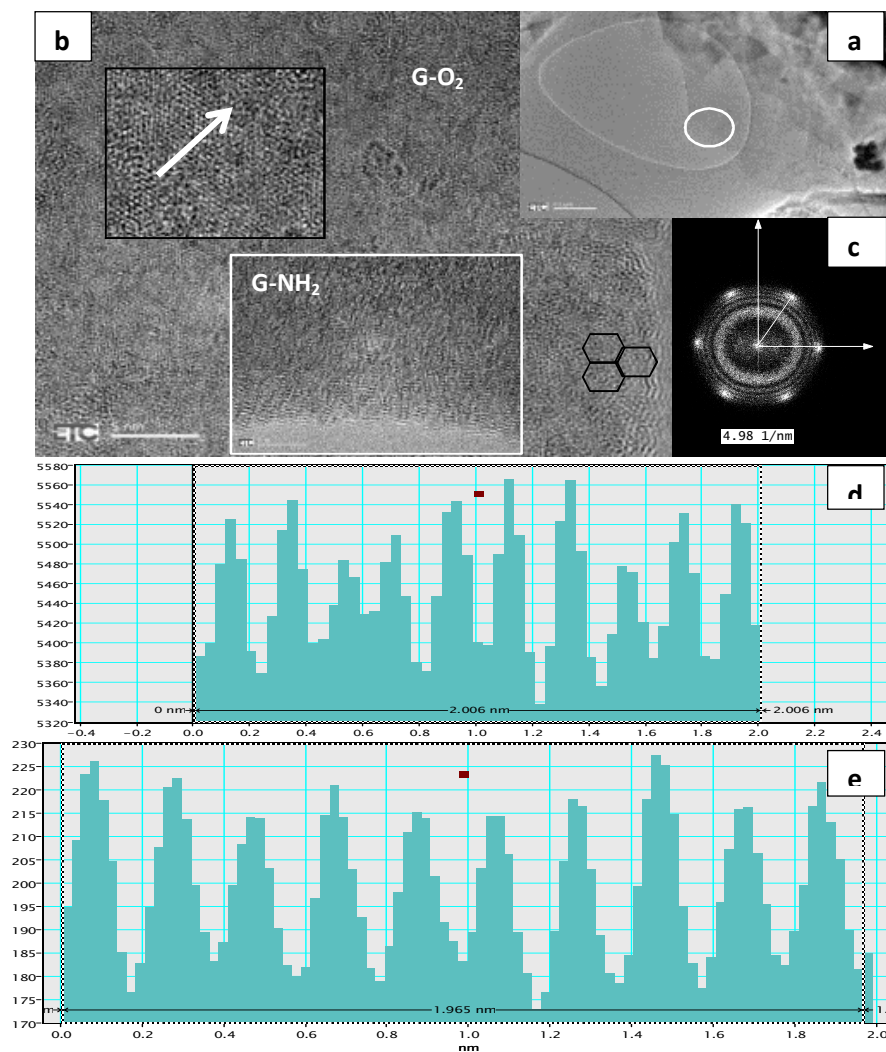 b
a
G-O₂
G-NH₂
5 nm
c
4.98 1/nm
d
5580
5560
5540
5520
5500
5480
5460
5440
5420
5400
5380
5360
5340
5320
0 nm
2.006 nm
2.006 nm
−0.4 −0.2 0.0 0.2 0.4 0.6 0.8 1.0 1.2 1.4 1.6 1.8 2.0 2.2 2.4
e
230
225
220
215
210
205
200
195
190
185
180
175
170
1.965 nm
0.0 0.2 0.4 0.6 0.8 1.0 1.2 1.4 1.6 1.8 2.0
nm